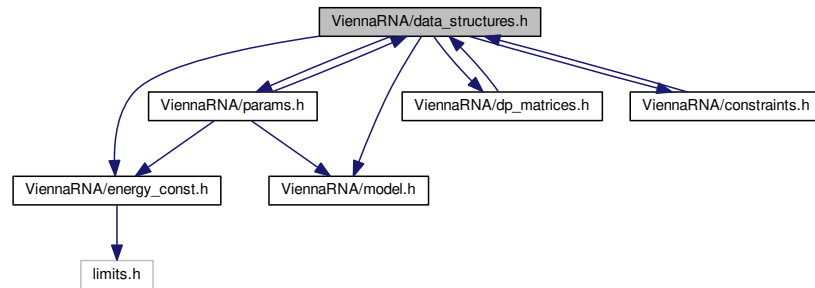 ViennaRNA/data_structures.h
ViennaRNA/params.h
ViennaRNA/dp_matrices.h
ViennaRNA/constraints.h
ViennaRNA/energy_const.h
ViennaRNA/model.h
limits.h